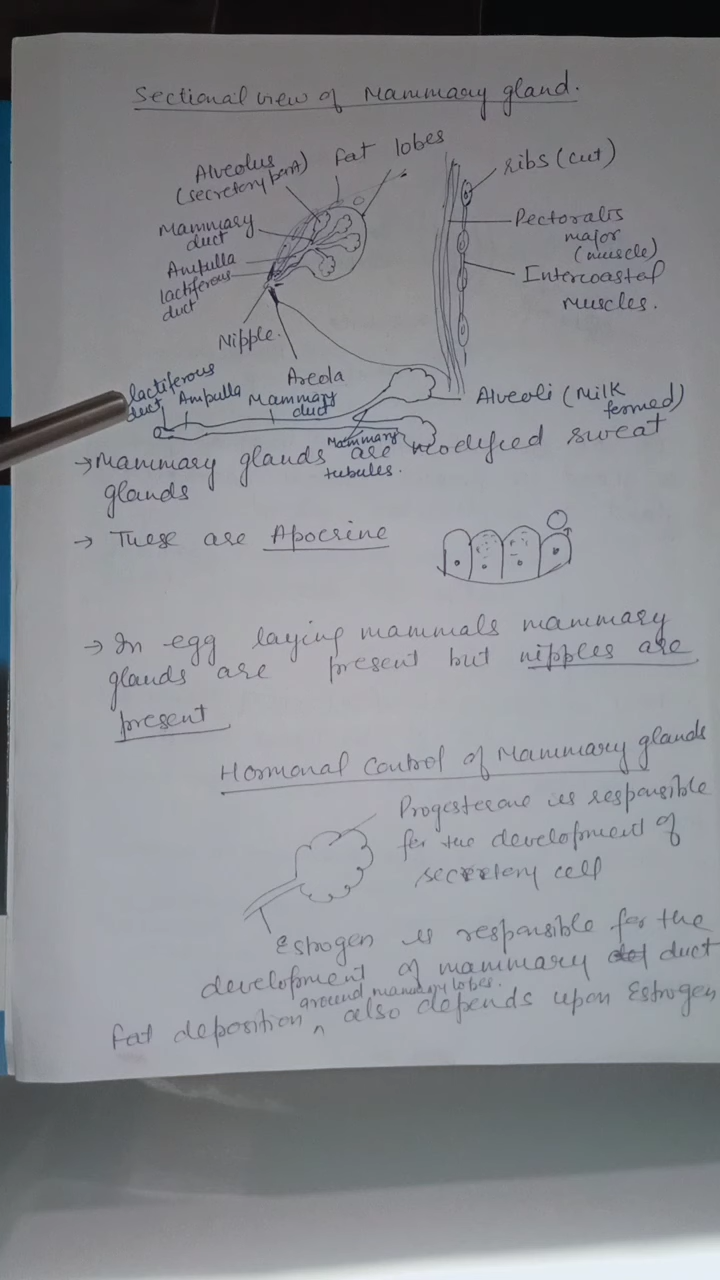 Sectional view of Mammary gland.
Alveolus
(secretory part)
Fat lobes
Ribs (cut)
Mammary
duct
Pectoralis
major
(muscle)
Ampulla
lactiferous
duct
Intercoastal
muscles.
Nipple.
Areola
lactiferous
duct
Ampulla
Mammary
duct
Alveoli (Milk
formed)
Mammary
tubules.
→ Mammary glands are modified sweat
glands
→ These are Apocrine
→ In egg laying mammals mammary
glands are present but nipples are
present
Hormonal Control of Mammary glands
Progesterone is responsible
for the development of
secretory cell
Estrogen is responsible for the
development of mammary duct
around mammary lobes.
Fat deposition ^ also depends upon Estrogen